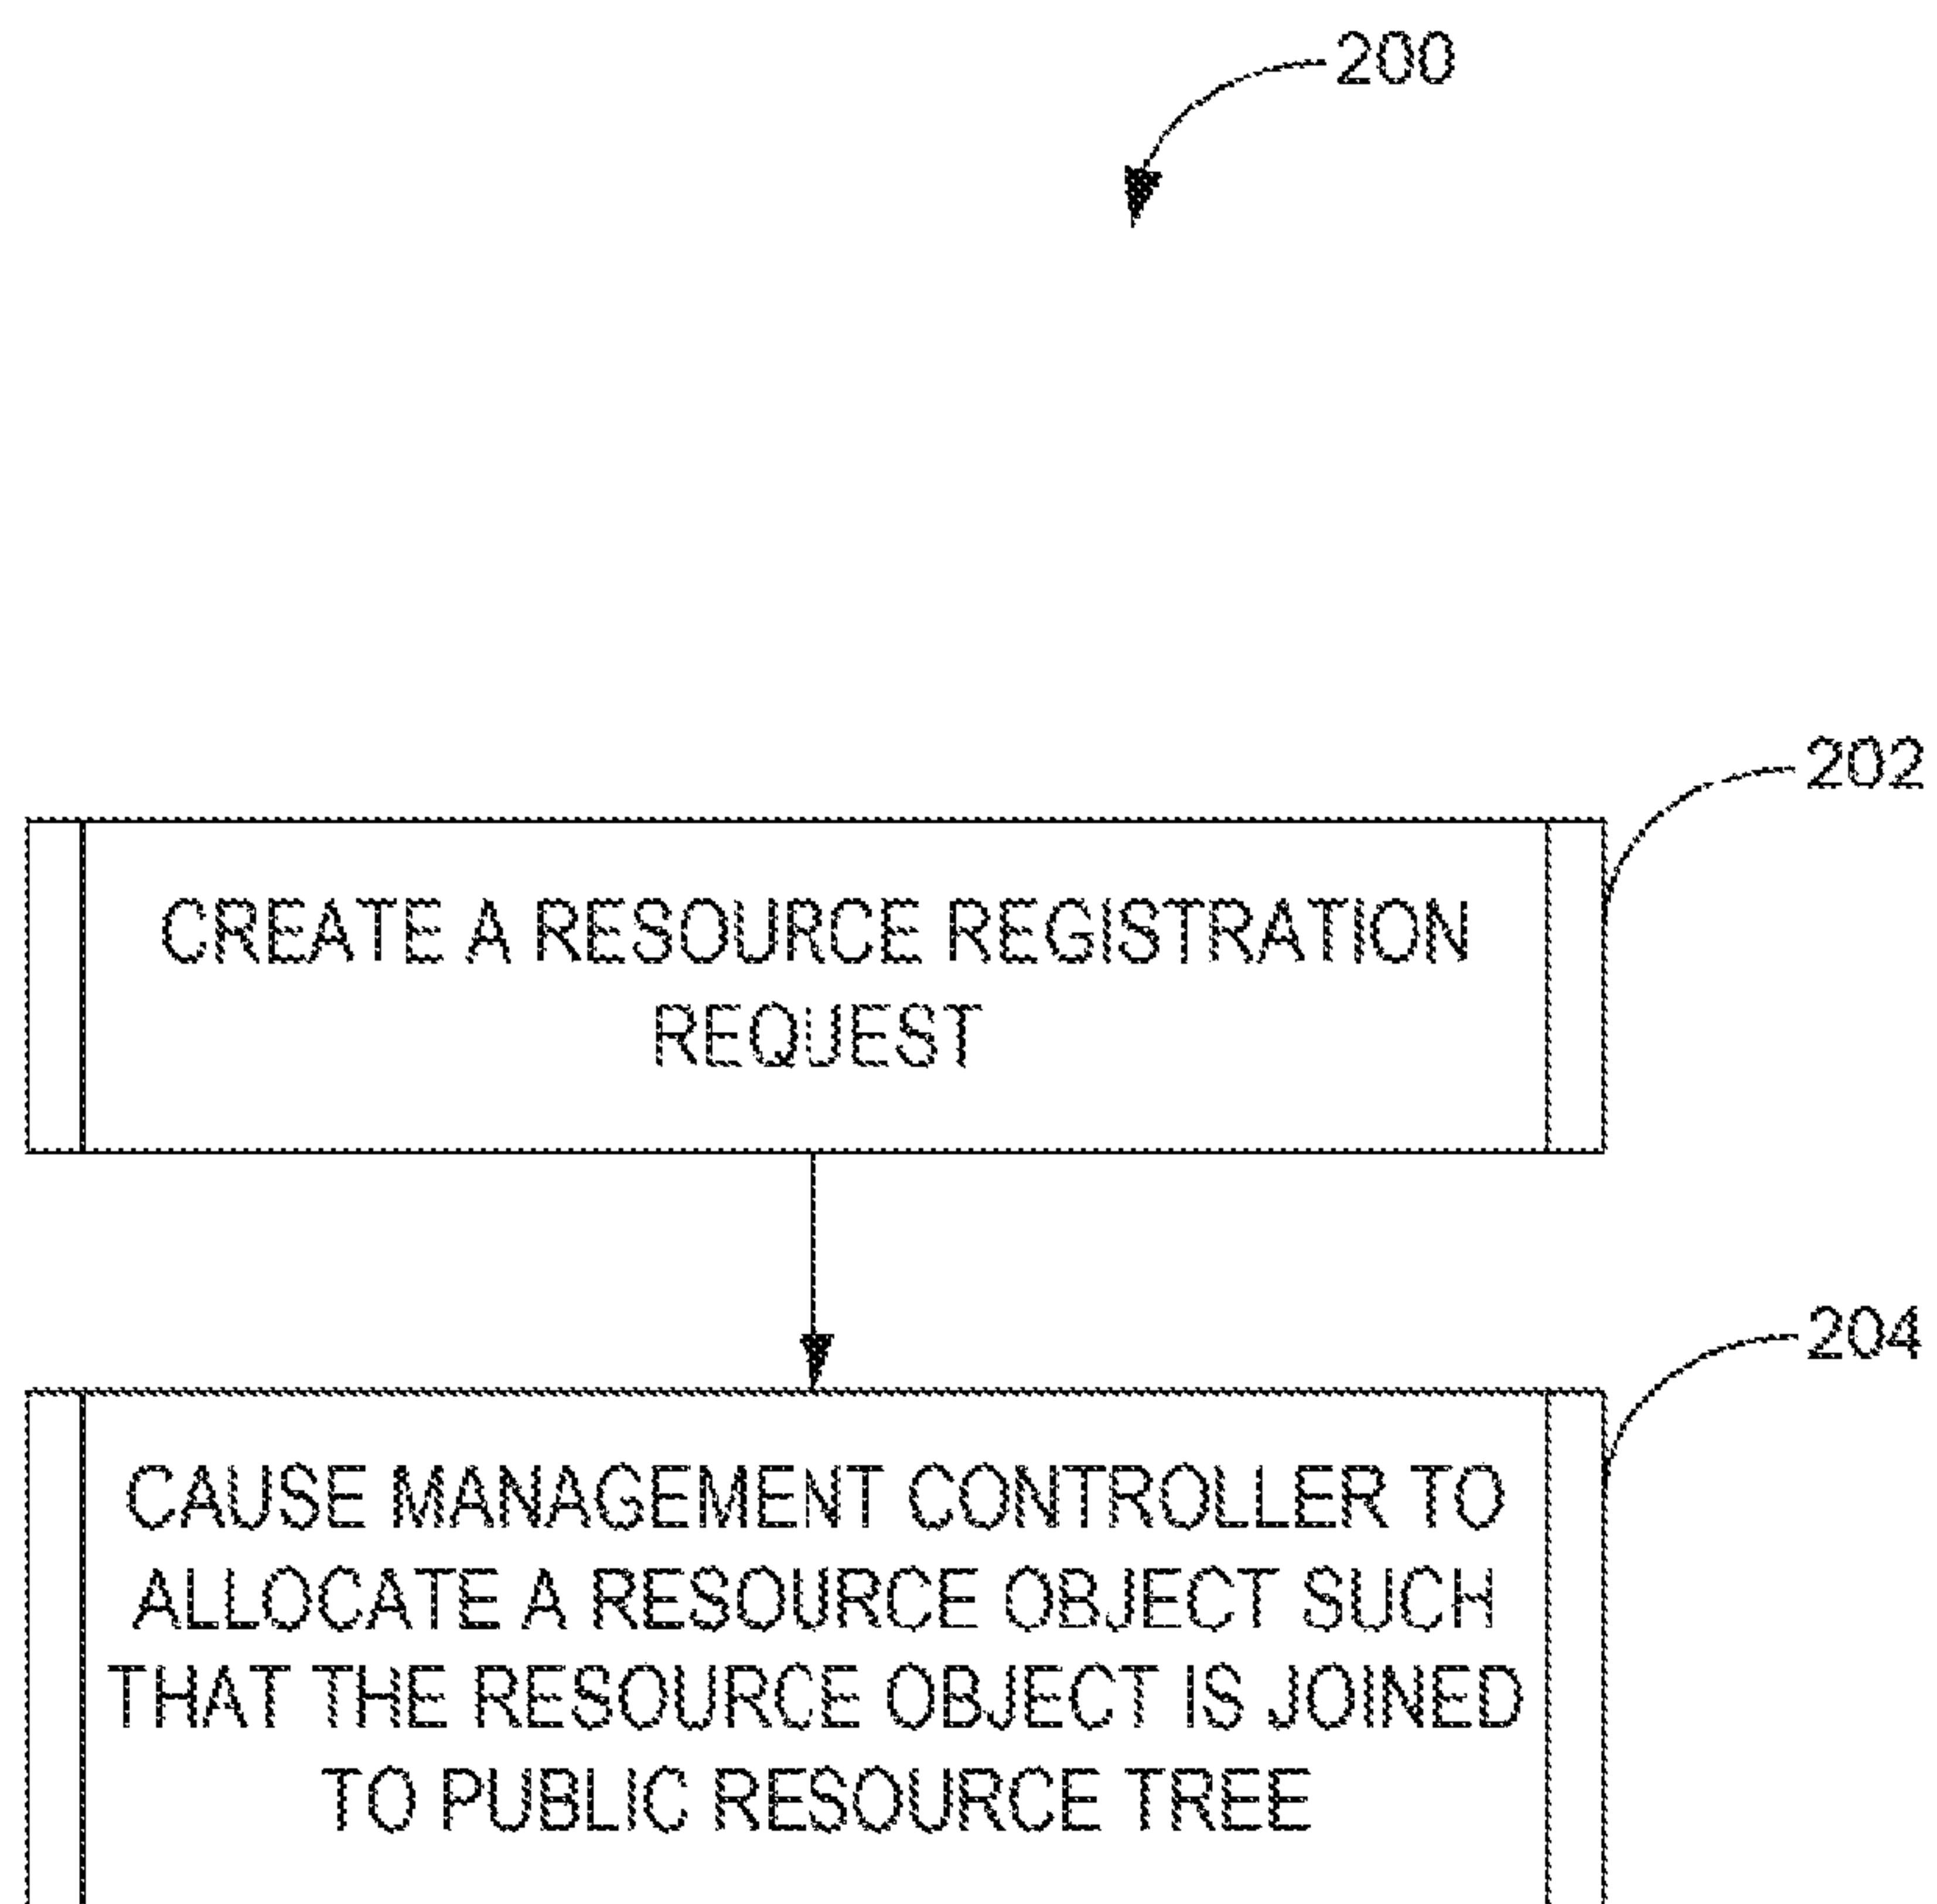 200
202
CREATE A RESOURCE REGISTRATION
REQUEST
204
CAUSE MANAGEMENT CONTROLLER TO
ALLOCATE A RESOURCE OBJECT SUCH
THAT THE RESOURCE OBJECT IS JOINED
TO PUBLIC RESOURCE TREE